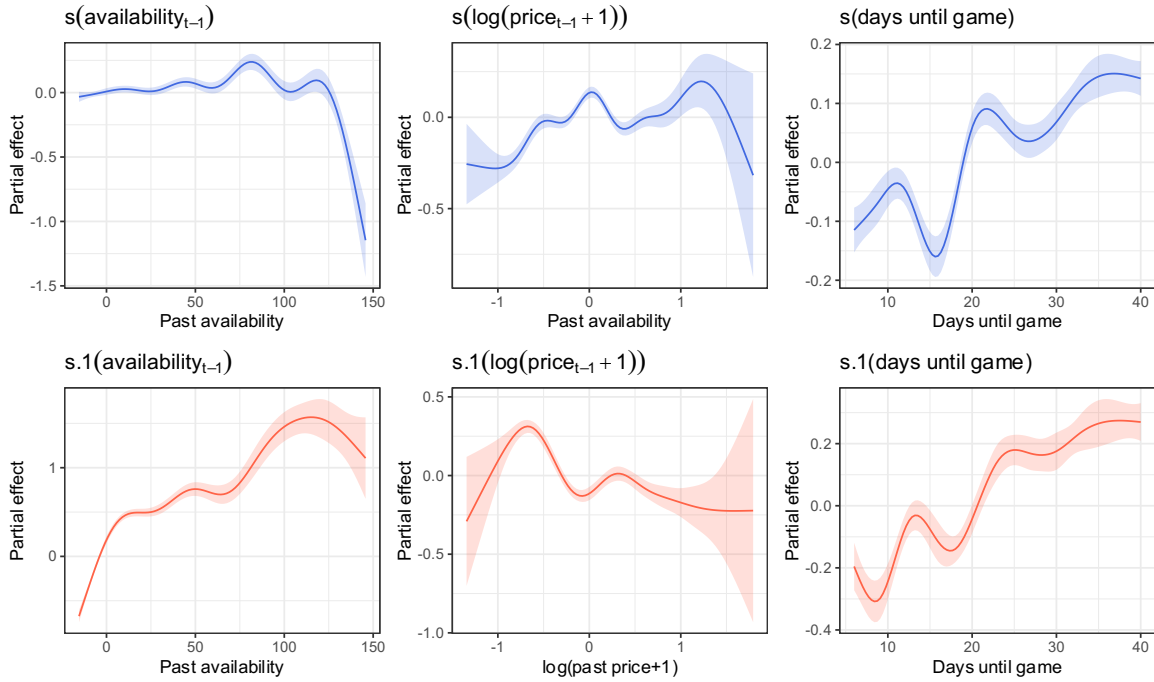 s(availabilityₜ₋₁)
s(log(priceₜ₋₁ + 1))
s(days until game)
Partial effect
0.0
-0.5
-1.0
-1.5
0
50
100
150
Past availability
Partial effect
0.0
-0.5
-1
0
1
Past availability
Partial effect
0.2
0.1
0.0
-0.1
-0.2
10
20
30
40
Days until game
s.1(availabilityₜ₋₁)
s.1(log(priceₜ₋₁ + 1))
s.1(days until game)
Partial effect
1
0
0
50
100
150
Past availability
Partial effect
0.5
0.0
-0.5
-1.0
-1
0
1
log(past price+1)
Partial effect
0.2
0.0
-0.2
-0.4
10
20
30
40
Days until game